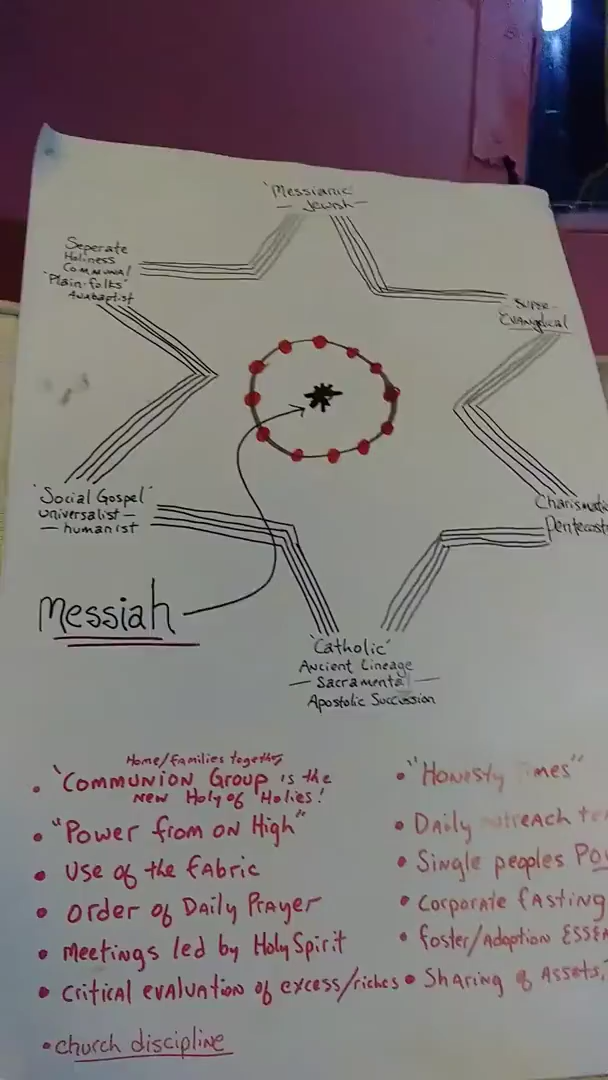 'Messianic'
— Jewish —
Seperate
Holiness
Communal
'Plain-folks'
Anabaptist
- Super -
Evangelical
'Social Gospel'
universalist —
— humanist
Charismati
Pentecost
Messiah
'Catholic'
Ancient Lineage
— Sacramental —
Apostolic Succession
Home/Families together
• "Communion Group is the
New Holy of Holies!
• "Power from on High"
• Use of the Fabric
• Order of Daily Prayer
• Meetings led by Holy Spirit
• Critical evaluation of excess/riches
• church discipline
• "Honesty Times"
• Daily outreach
• Single peoples
• Corporate fasting
• Foster/Adoption
• Sharing of Assets,